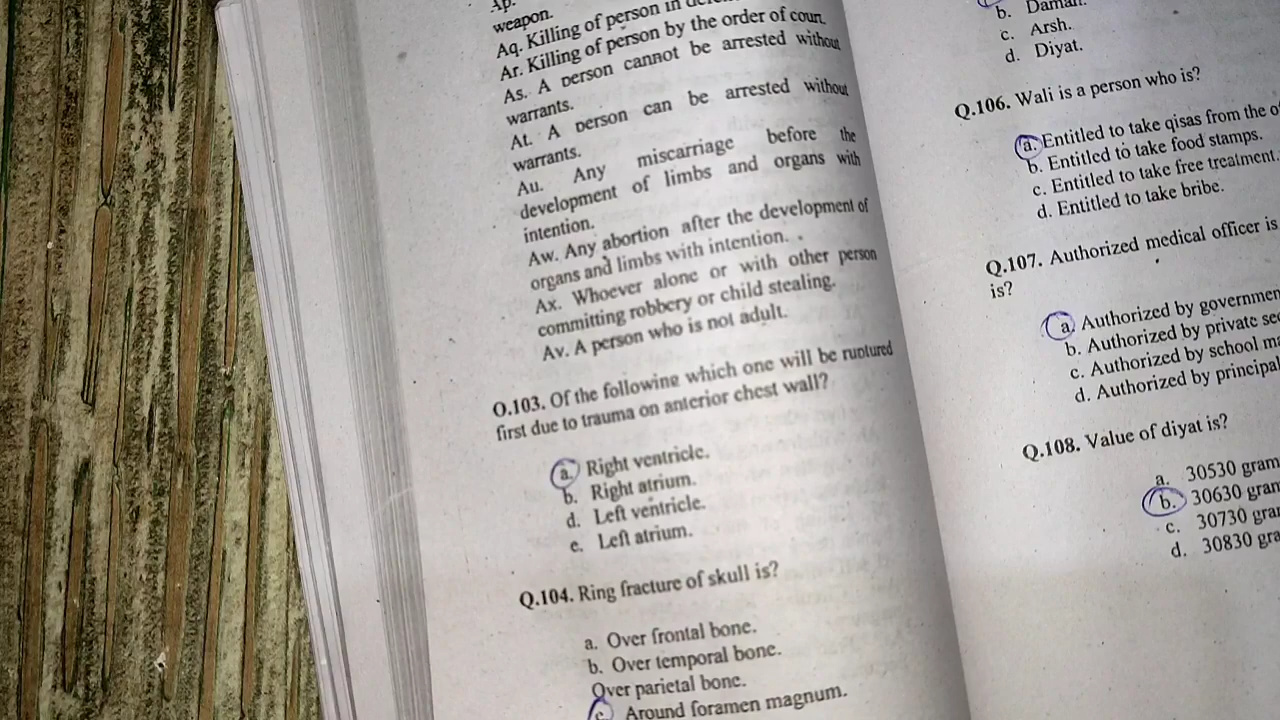 weapon.
Aq. Killing of person in
Ar. Killing of person by the order of court.
As. A person cannot be arrested without
warrants.
At. A person can be arrested without
warrants.
Au. Any miscarriage before the
development of limbs and organs with
intention.
Aw. Any abortion after the development of
organs and limbs with intention.
Ax. Whoever alone or with other person
committing robbery or child stealing.
Av. A person who is not adult.
Q.103. Of the following which one will be ruptured
first due to trauma on anterior chest wall?
a. Right ventricle.
b. Right atrium.
d. Left ventricle.
e. Left atrium.
Q.104. Ring fracture of skull is?
a. Over frontal bone.
b. Over temporal bone.
Over parietal bone.
c. Around foramen magnum.
b. Daman.
c. Arsh.
d. Diyat.
Q.106. Wali is a person who is?
a. Entitled to take qisas from the
b. Entitled to take food stamps.
c. Entitled to take free treatment.
d. Entitled to take bribe.
Q.107. Authorized medical officer is
is?
a. Authorized by
b. Authorized by private
c. Authorized by school
d. Authorized by
Q.108. Value of diyat is?
a. 30530
b. 30630
c. 30730
d. 30830